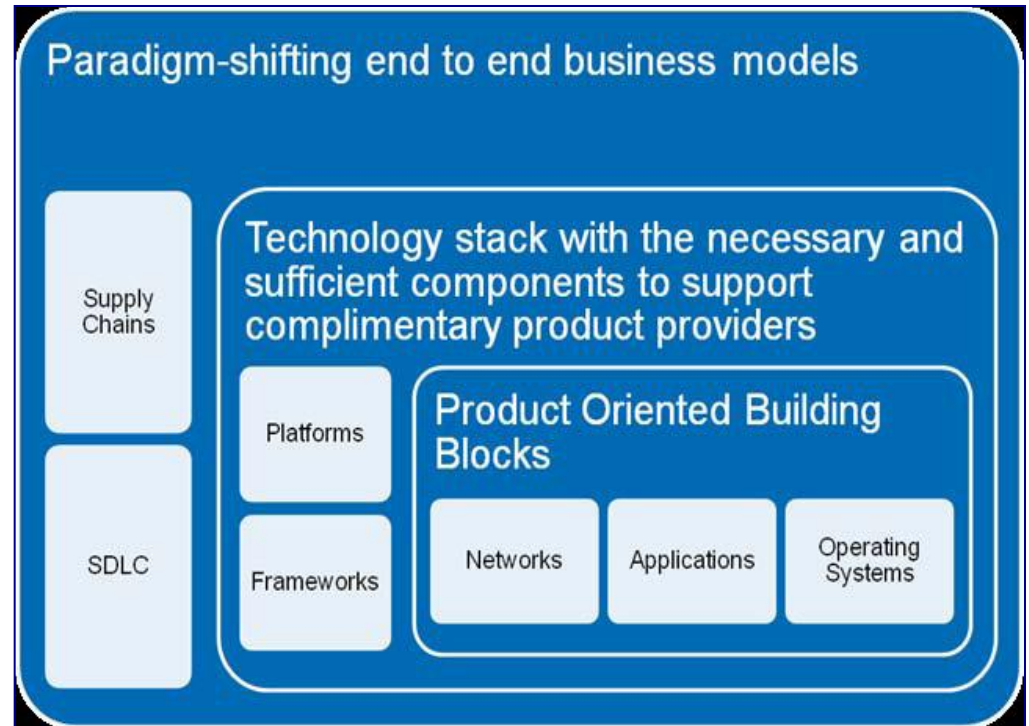 Paradigm-shifting end to end business models
Supply
Chains
SDLC
Technology stack with the necessary and
sufficient components to support
complimentary product providers
Platforms
Frameworks
Product Oriented Building
Blocks
Networks
Applications
Operating
Systems